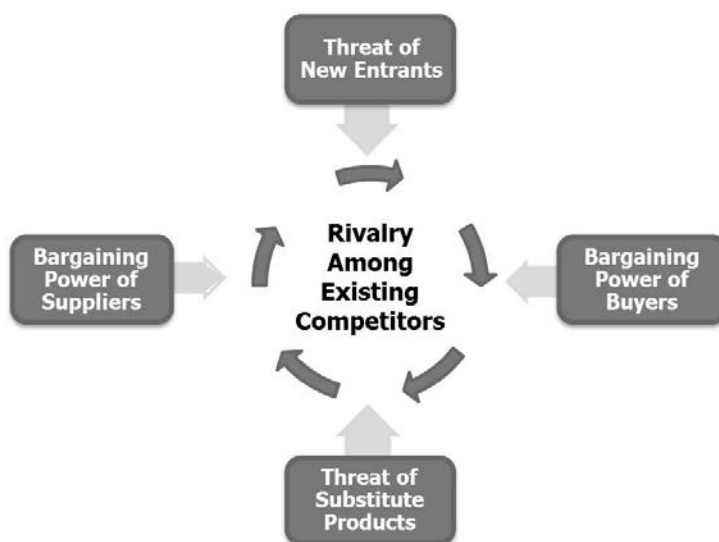 Threat of
New Entrants
Bargaining
Power of
Suppliers
Rivalry
Among
Existing
Competitors
Bargaining
Power of
Buyers
Threat of
Substitute
Products